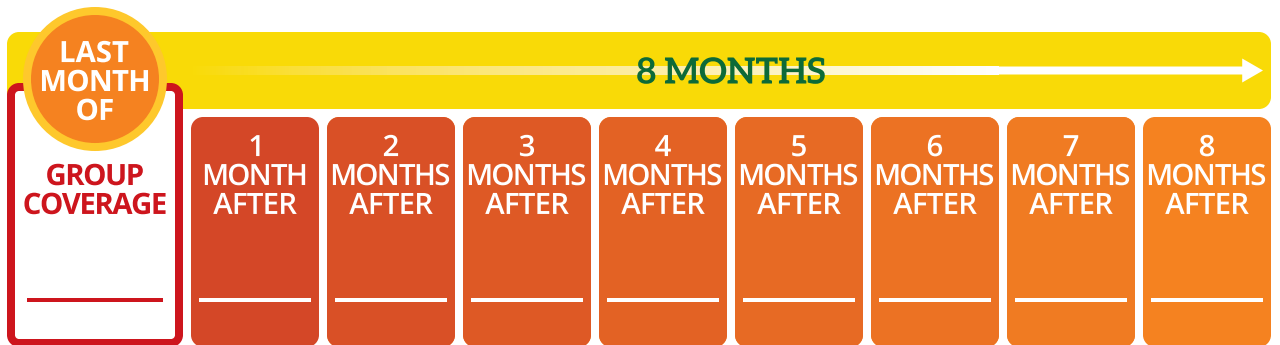 LAST
MONTH
OF
GROUP
COVERAGE
8 MONTHS
1
MONTH
AFTER
2
MONTHS
AFTER
3
MONTHS
AFTER
4
MONTHS
AFTER
5
MONTHS
AFTER
6
MONTHS
AFTER
7
MONTHS
AFTER
8
MONTHS
AFTER